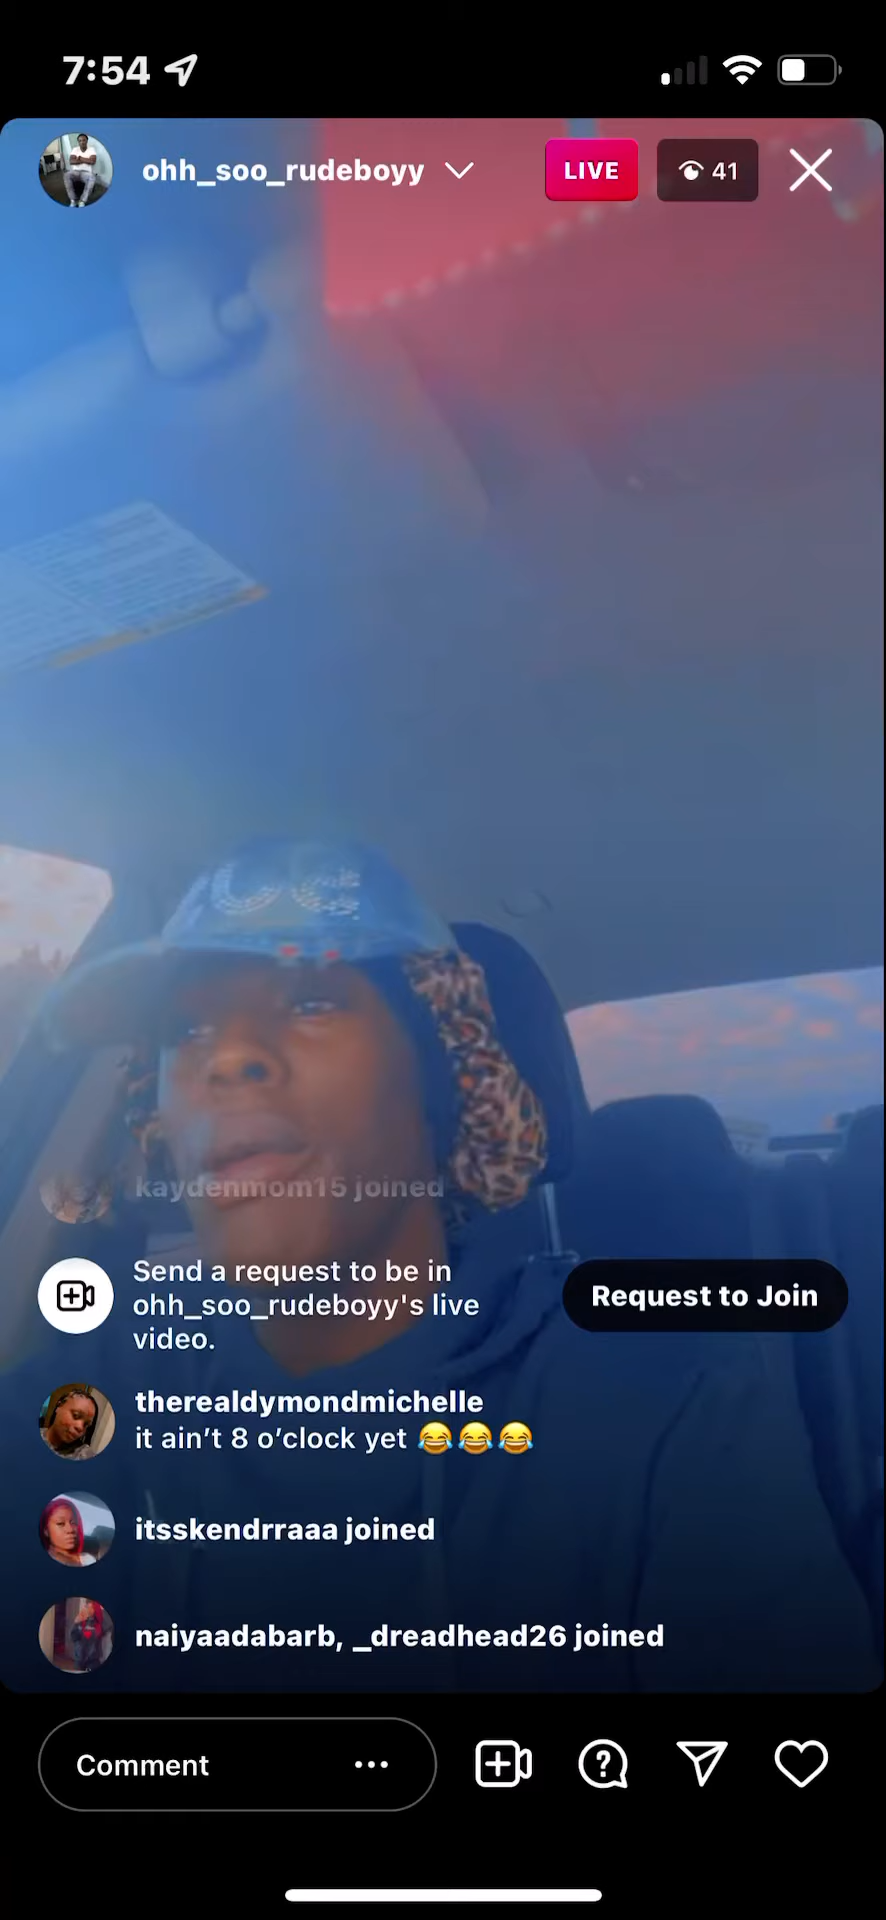 7:54
ohh_soo_rudeboyy
LIVE
41
kaydenmom15 joined
Send a request to be in
ohh_soo_rudeboyy's live
video.
Request to Join
therealdymondmichelle
it ain't 8 o'clock yet 😂😂😂
itsskendrraaa joined
naiyaadabarb, _dreadhead26 joined
Comment